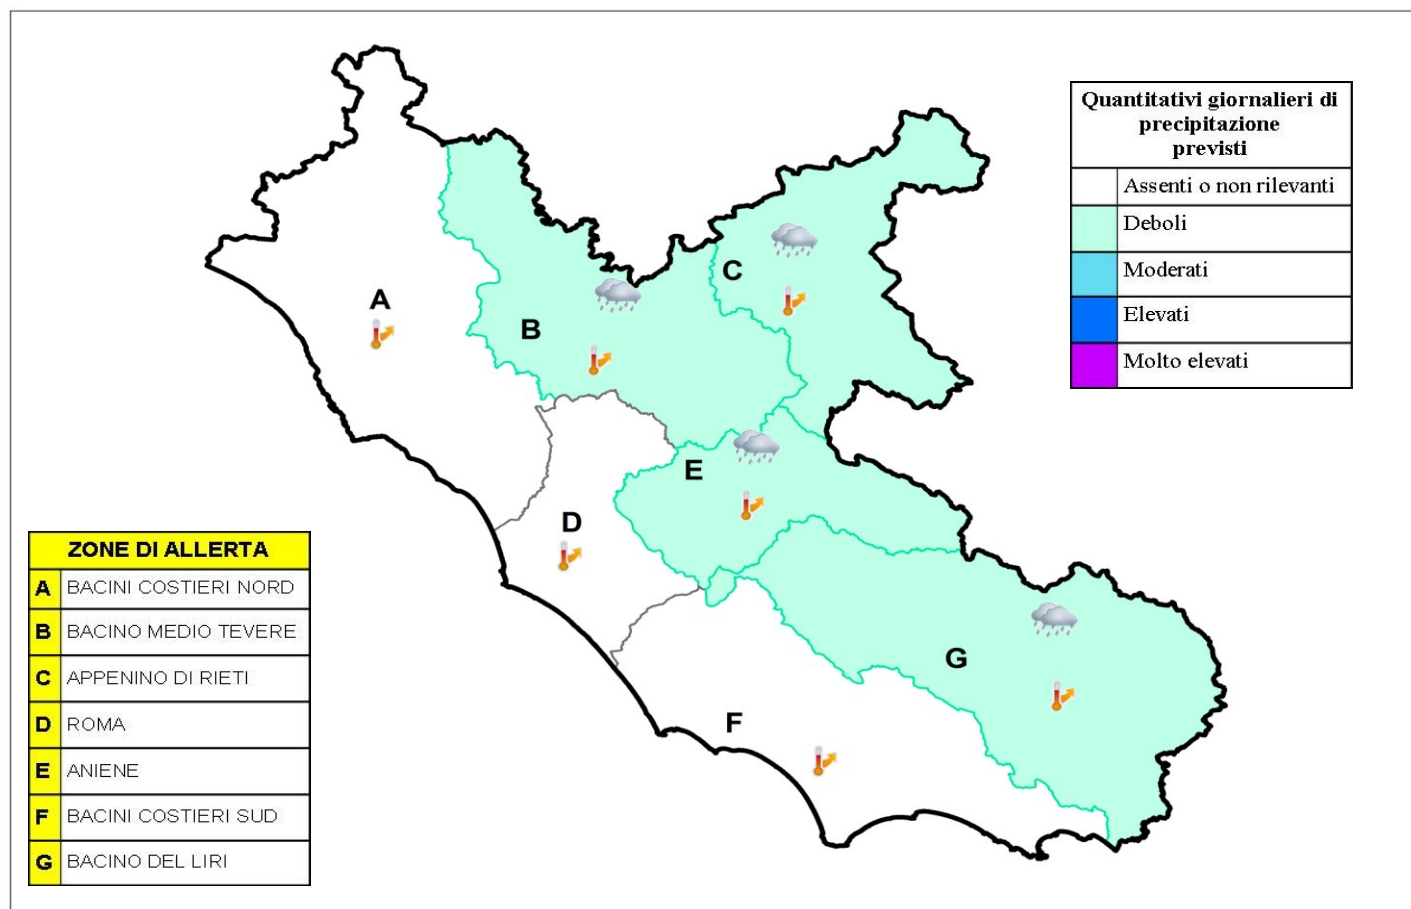 Quantitativi giornalieri di
precipitazione
previsti
Assenti o non rilevanti
Deboli
Moderati
Elevati
Molto elevati
C
A
B
E
D
G
F
ZONE DI ALLERTA
A BACINI COSTIERI NORD
B BACINO MEDIO TEVERE
C APPENINO DI RIETI
D ROMA
E ANIENE
F BACINI COSTIERI SUD
G BACINO DEL LIRI